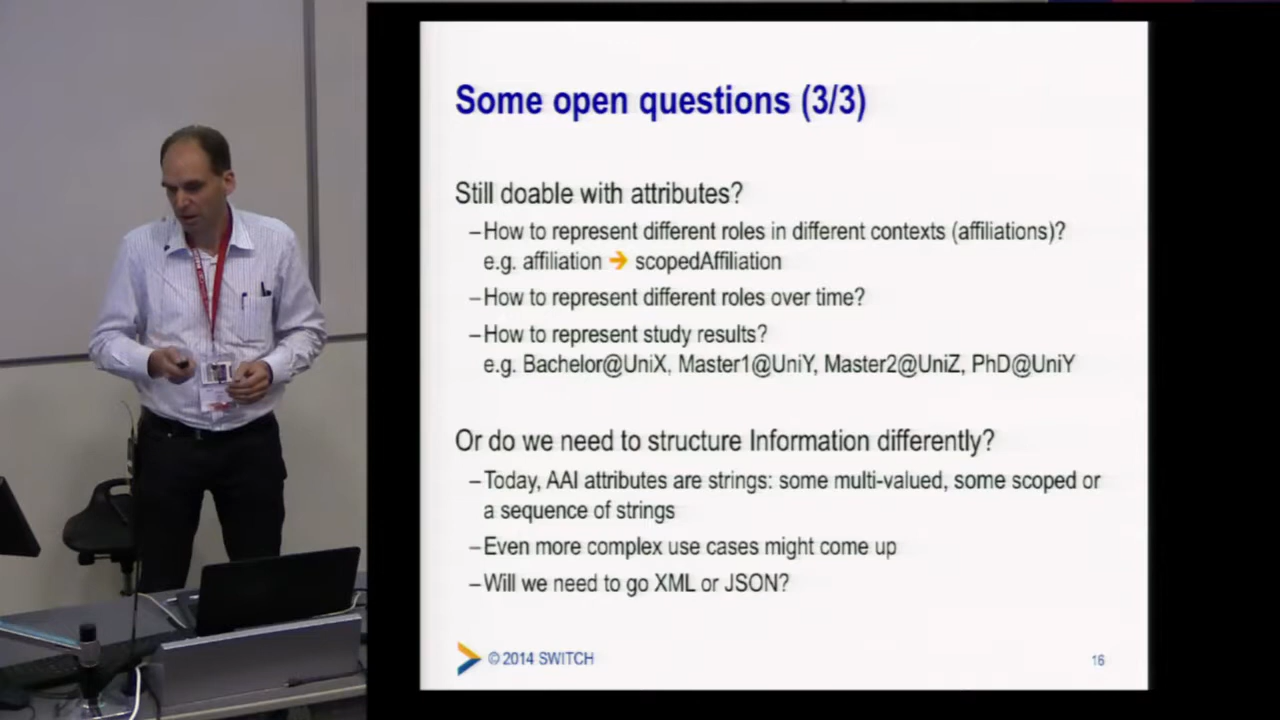 Some open questions (3/3)
Still doable with attributes?
–How to represent different roles in different contexts (affiliations)?
e.g. affiliation ➔ scopedAffiliation
–How to represent different roles over time?
–How to represent study results?
e.g. Bachelor@UniX, Master1@UniY, Master2@UniZ, PhD@UniY
Or do we need to structure Information differently?
–Today, AAI attributes are strings: some multi-valued, some scoped or
a sequence of strings
–Even more complex use cases might come up
–Will we need to go XML or JSON?
© 2014 SWITCH
16